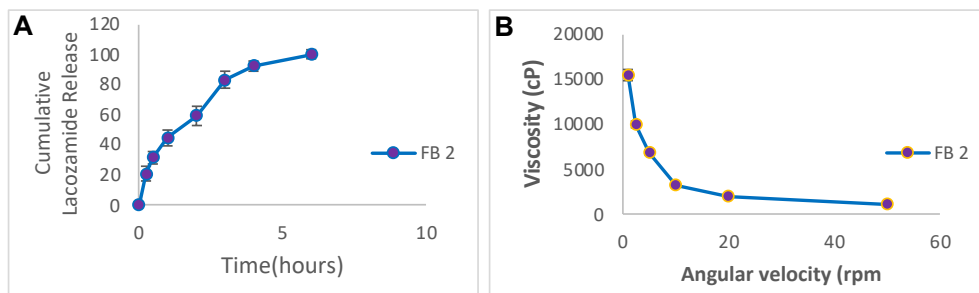 A
Cumulative
Lacozamide Release
120
100
80
60
40
20
0
0
5
10
Time(hours)
FB 2
B
Viscosity (cP)
20000
15000
10000
5000
0
0
20
40
60
Angular velocity (rpm
FB 2